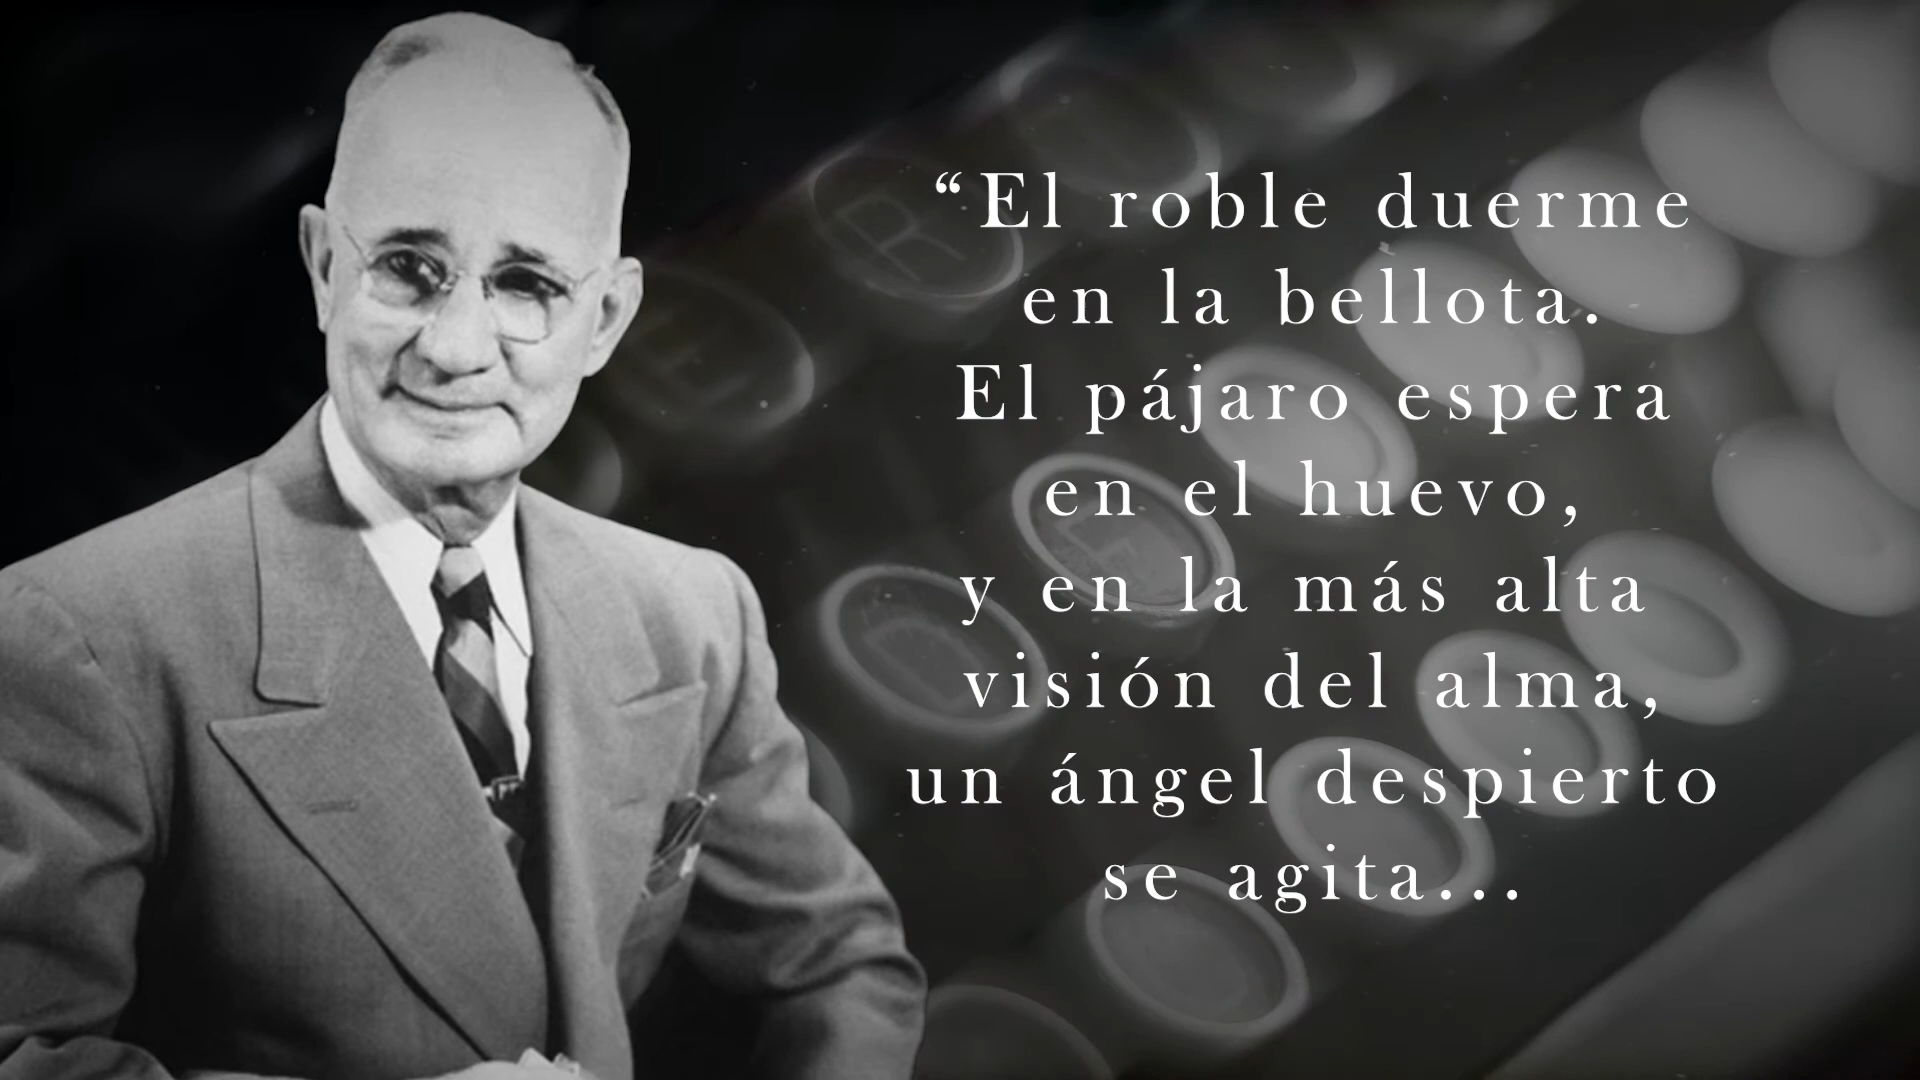 “El roble duerme
en la bellota.
El pájaro espera
en el huevo,
y en la más alta
visión del alma,
un ángel despierto
se agita...